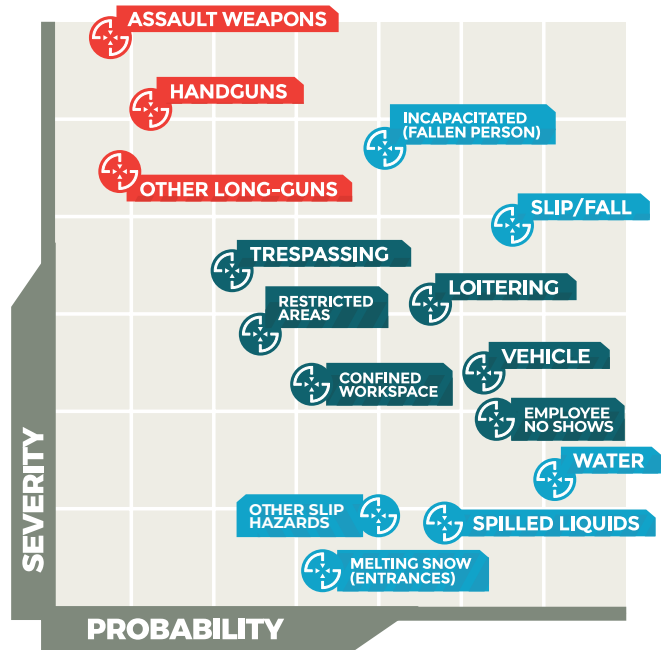 ASSAULT WEAPONS
HANDGUNS
INCAPACITATED
(FALLEN PERSON)
OTHER LONG-GUNS
SLIP/FALL
TRESPASSING
LOITERING
RESTRICTED
AREAS
VEHICLE
CONFINED
WORKSPACE
EMPLOYEE
NO SHOWS
WATER
OTHER SLIP
HAZARDS
SPILLED LIQUIDS
MELTING SNOW
(ENTRANCES)
SEVERITY
PROBABILITY